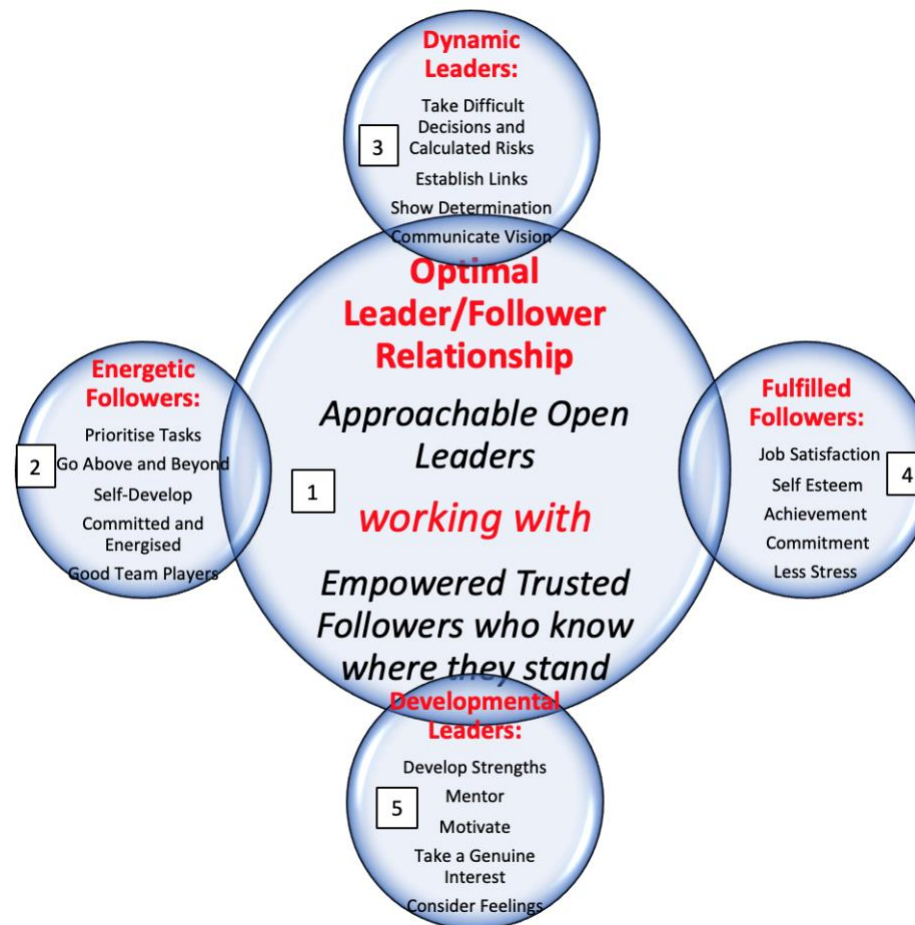 Dynamic
Leaders:
Take Difficult
Decisions and
Calculated Risks
3
Establish Links
Show Determination
Communicate Vision
Optimal
Leader/Follower
Relationship
Approachable Open
Leaders
1
working with
Empowered Trusted
Followers who know
where they stand
Energetic
Followers:
Prioritise Tasks
2
Go Above and Beyond
Self-Develop
Committed and
Energised
Good Team Players
Fulfilled
Followers:
Job Satisfaction
4
Self Esteem
Achievement
Commitment
Less Stress
Developmental
Leaders:
Develop Strengths
5
Mentor
Motivate
Take a Genuine
Interest
Consider Feelings